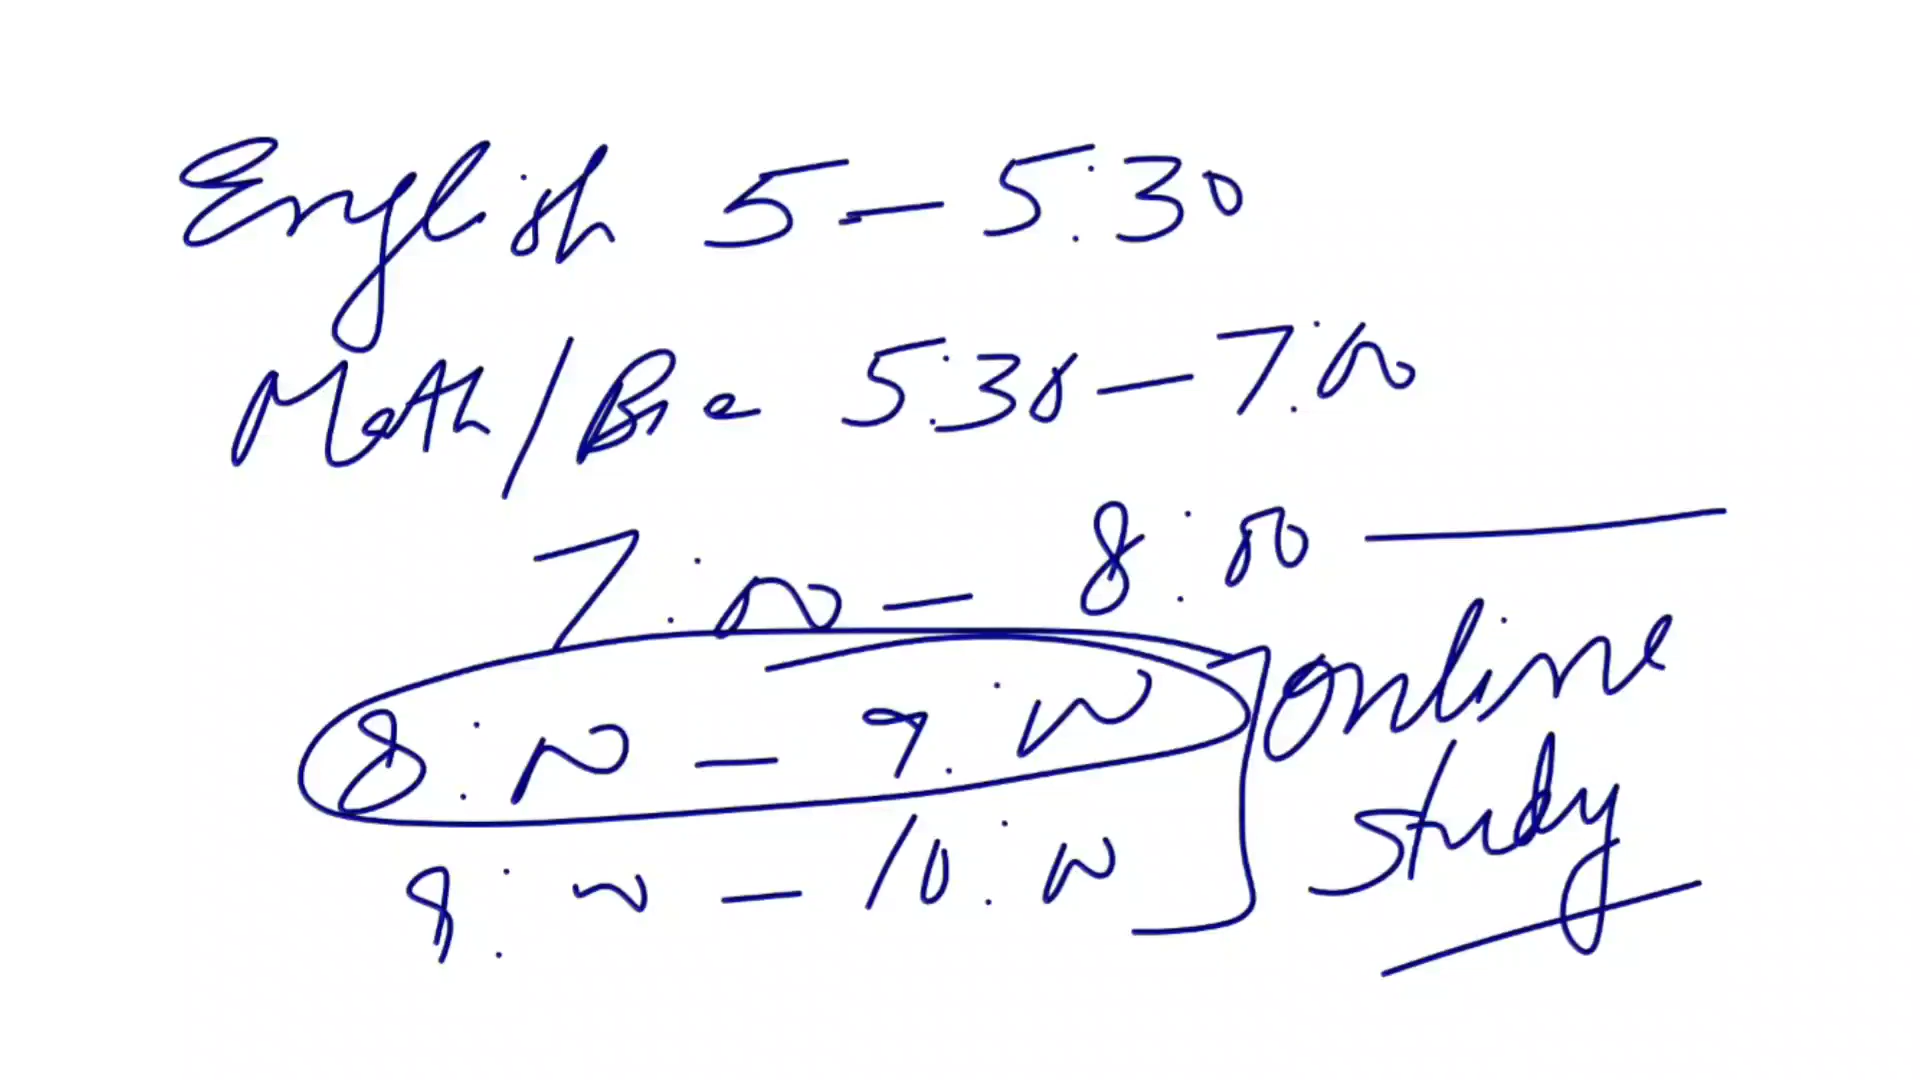 English 5 - 5:30
Math/Bio 5:30 - 7:00
7:00 - 8:00 —
8:00 - 9:00
9:00 - 10:00
online
study